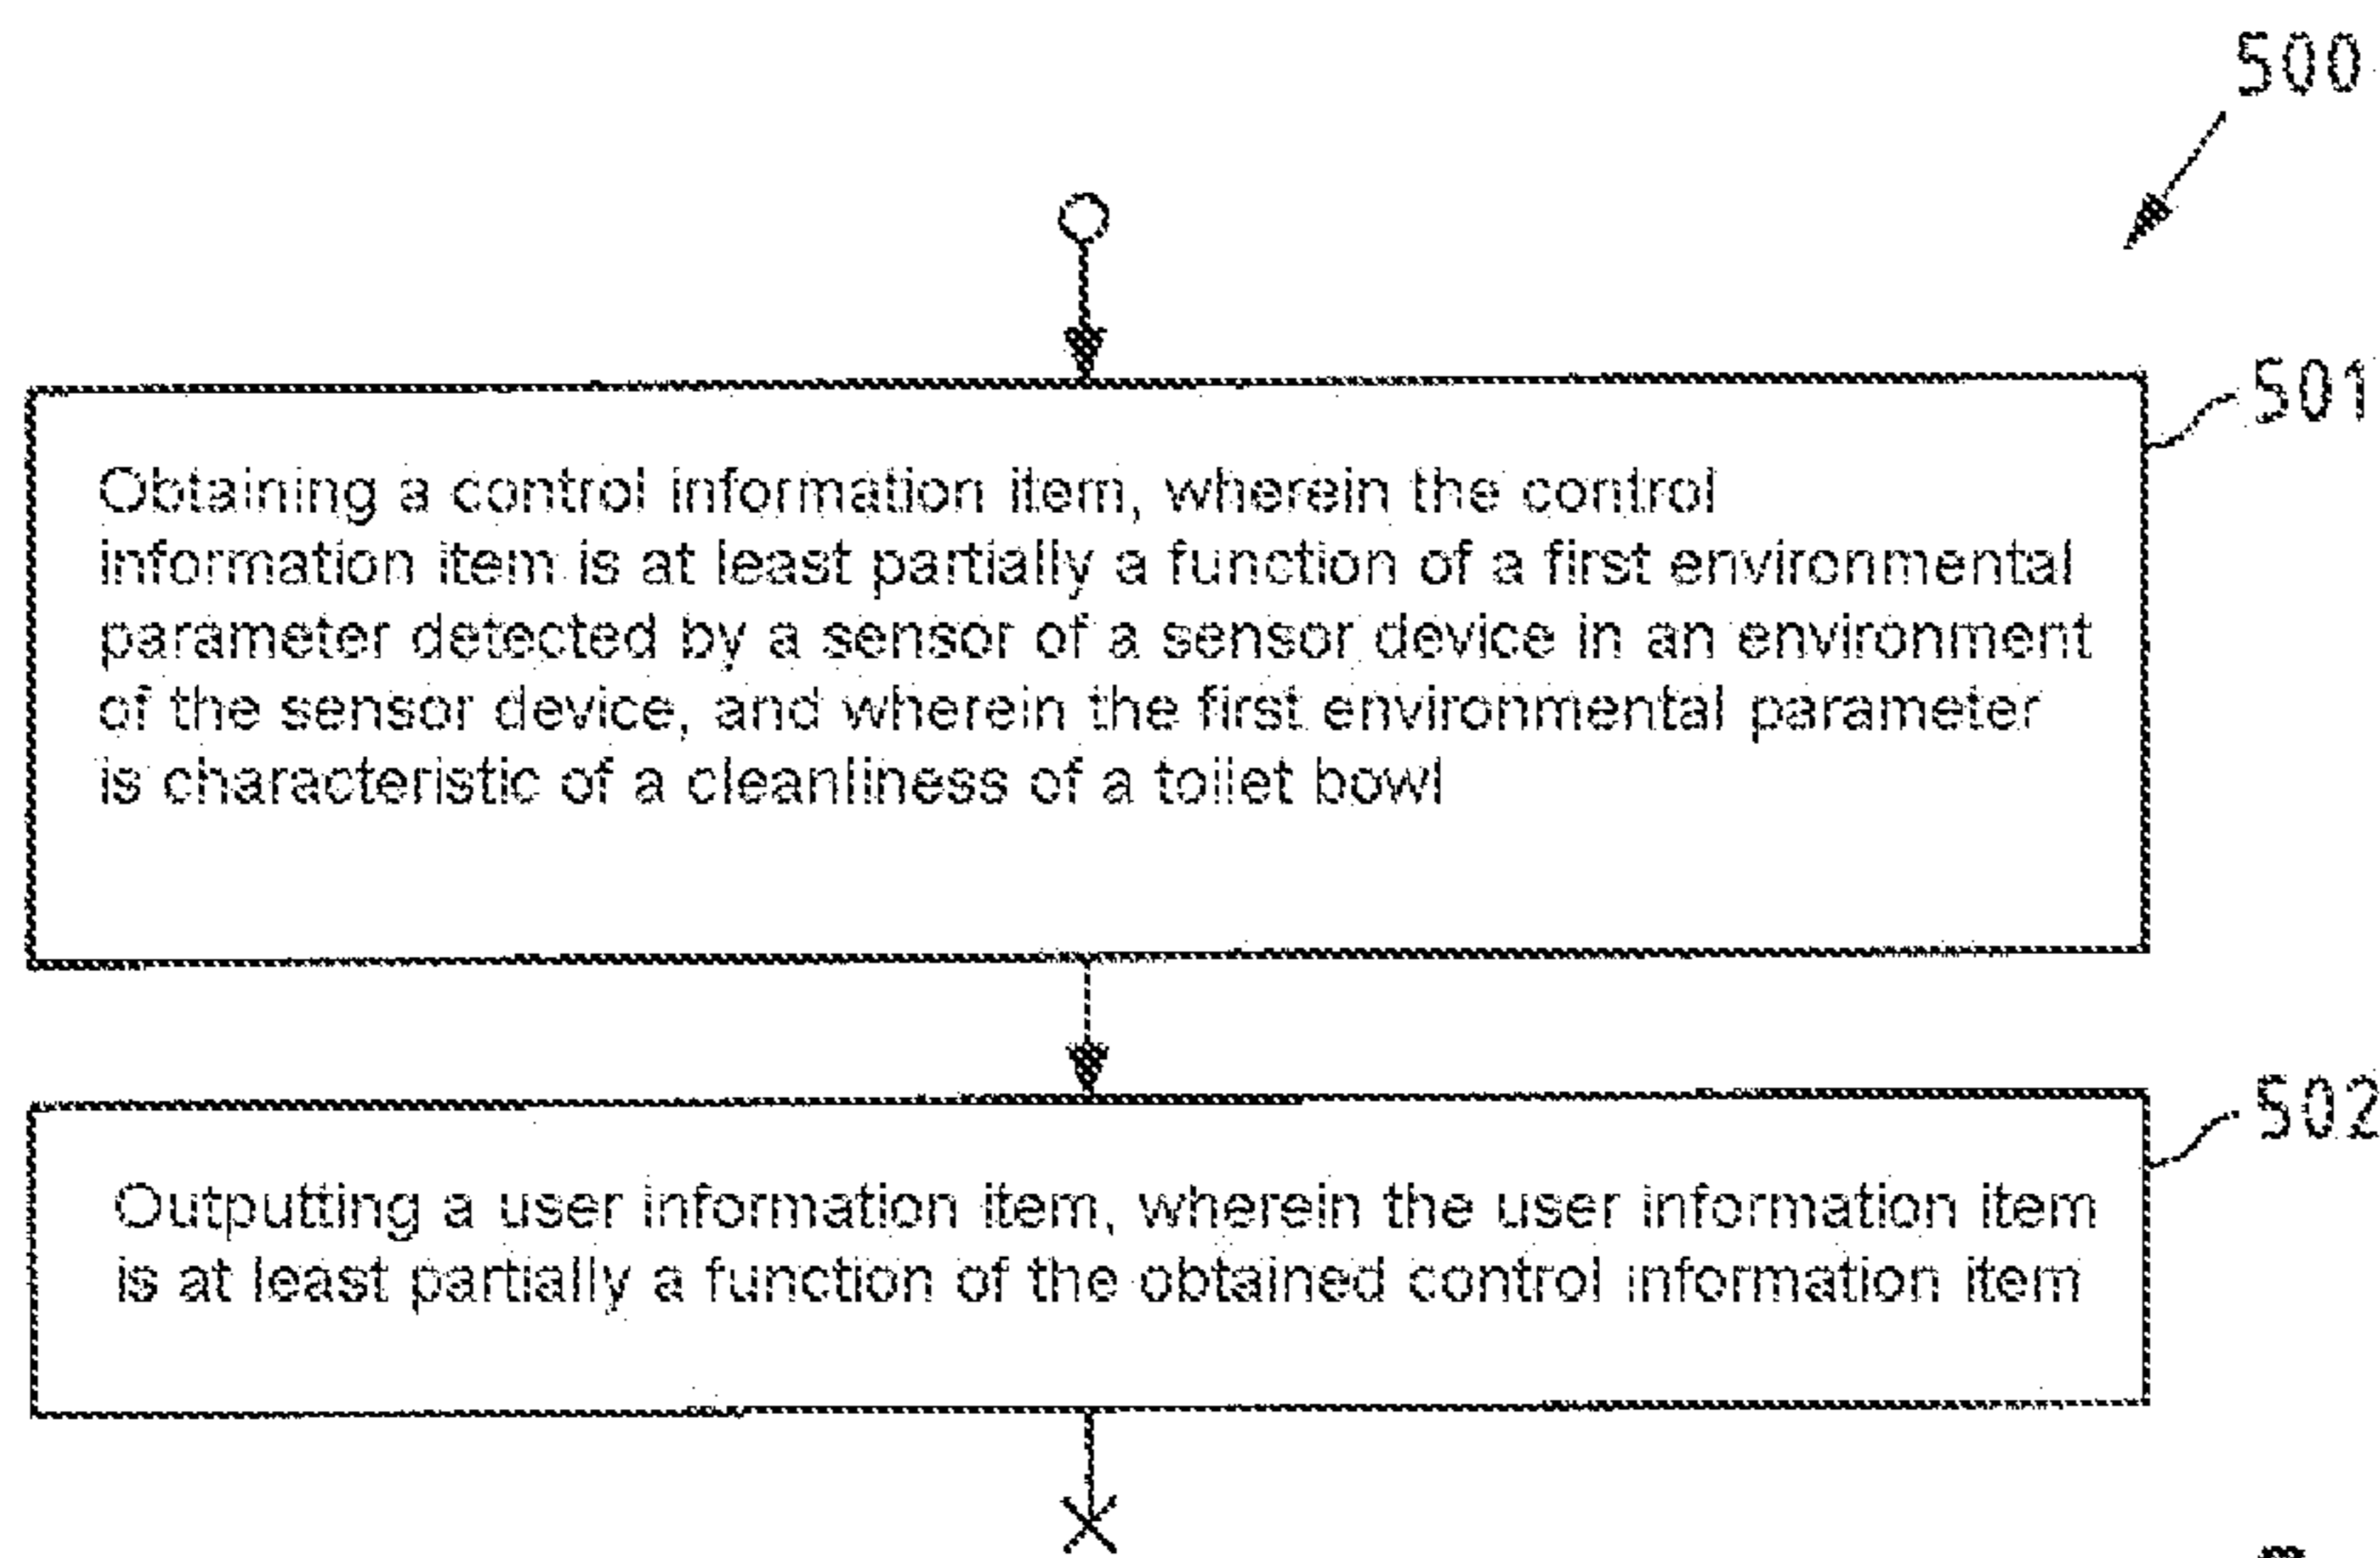 500
501
Obtaining a control information item, wherein the control
information item is at least partially a function of a first environmental
parameter detected by a sensor of a sensor device in an environment
of the sensor device, and wherein the first environmental parameter
is characteristic of a cleanliness of a toilet bowl
502
Outputting a user information item, wherein the user information item
is at least partially a function of the obtained control information item